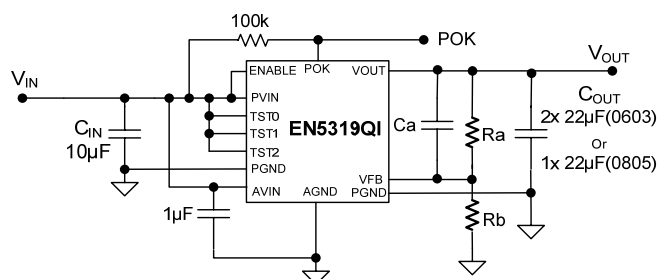 100k
POK
VIN
VOUT
ENABLE
POK
VOUT
PVIN
TST0
TST1
TST2
EN5319QI
PGND
AVIN
AGND
VFB
PGND
CIN
10µF
1µF
Ca
Ra
Rb
COUT
2x 22µF(0603)
Or
1x 22µF(0805)